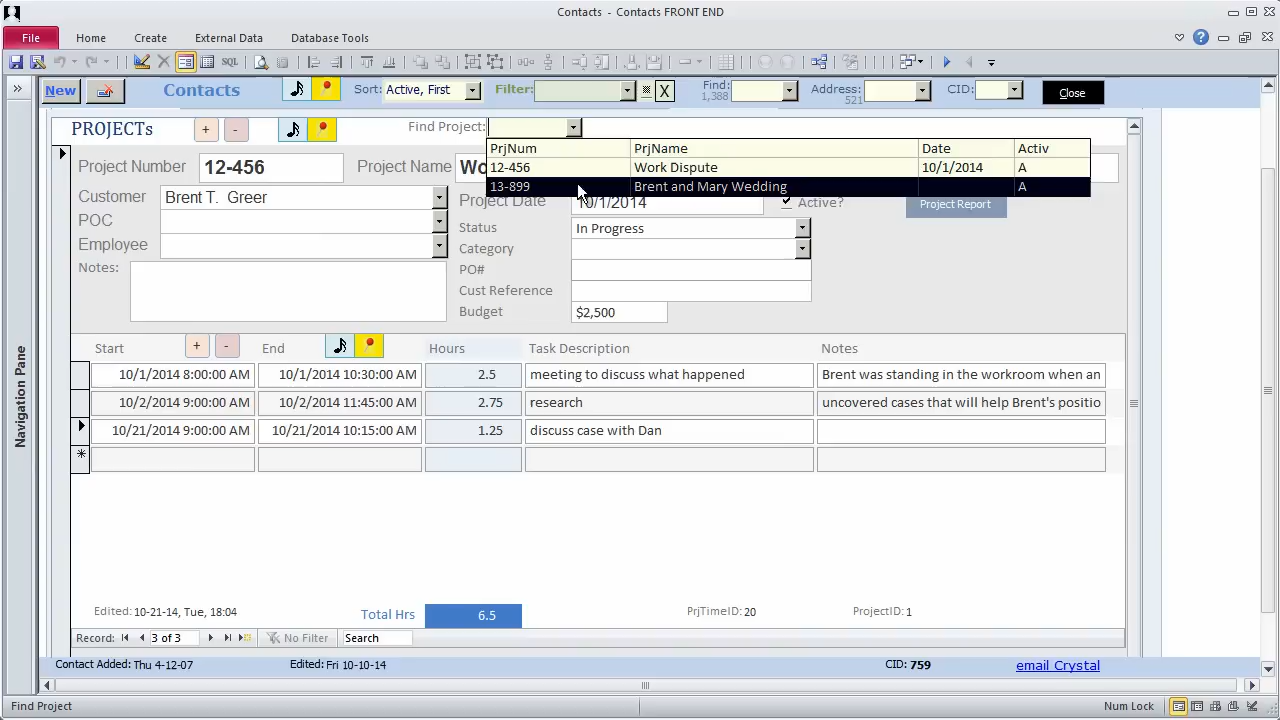 Contacts - Contacts FRONT END
File Home Create External Data Database Tools
SQL
New Contacts Sort: Active, First Filter: X Find: 1,388 Address: 521 CID: Close
PROJECTs + - Find Project:
PrjNum PrjName Date Activ
12-456 Work Dispute 10/1/2014 A
13-899 Brent and Mary Wedding A
Project Number 12-456 Project Name Wo
Customer Brent T. Greer Project Date 10/1/2014 Active? Project Report
POC Status In Progress
Employee Category
Notes: PO#
Cust Reference
Budget $2,500
Start + - End Hours Task Description Notes
10/1/2014 8:00:00 AM 10/1/2014 10:30:00 AM 2.5 meeting to discuss what happened Brent was standing in the workroom when an
10/2/2014 9:00:00 AM 10/2/2014 11:45:00 AM 2.75 research uncovered cases that will help Brent's positio
10/21/2014 9:00:00 AM 10/21/2014 10:15:00 AM 1.25 discuss case with Dan
Navigation Pane
Edited: 10-21-14, Tue, 18:04 Total Hrs 6.5 PrjTimeID: 20 ProjectID: 1
Record: 3 of 3 No Filter Search
Contact Added: Thu 4-12-07 Edited: Fri 10-10-14 CID: 759 email Crystal
Find Project Num Lock